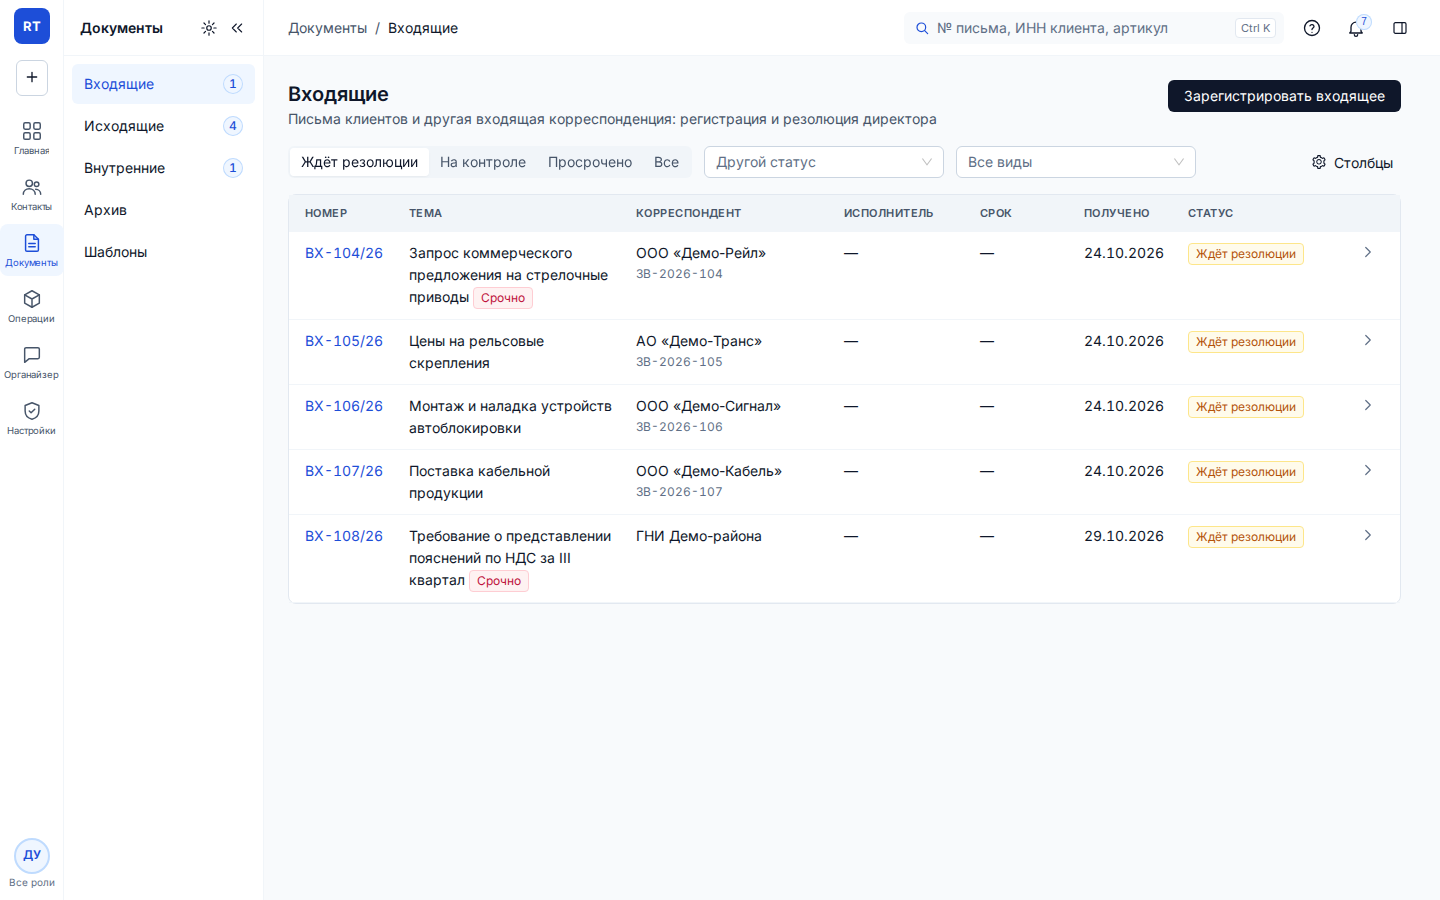 RT
Главная
Контакты
Документы
Операции
Органайзер
Настройки
ДУ
Все роли
Документы
Входящие 1
Исходящие 4
Внутренние 1
Архив
Шаблоны
Документы / Входящие
№ письма, ИНН клиента, артикул Ctrl K
7
Входящие
Письма клиентов и другая входящая корреспонденция: регистрация и резолюция директора
Зарегистрировать входящее
Ждёт резолюции На контроле Просрочено Все Другой статус Все виды Столбцы
НОМЕР ТЕМА КОРРЕСПОНДЕНТ ИСПОЛНИТЕЛЬ СРОК ПОЛУЧЕНО СТАТУС
ВХ-104/26 Запрос коммерческого ООО «Демо-Рейл» — — 24.10.2026 Ждёт резолюции
предложения на стрелочные ЗВ-2026-104
приводы Срочно
ВХ-105/26 Цены на рельсовые АО «Демо-Транс» — — 24.10.2026 Ждёт резолюции
скрепления ЗВ-2026-105
ВХ-106/26 Монтаж и наладка устройств ООО «Демо-Сигнал» — — 24.10.2026 Ждёт резолюции
автоблокировки ЗВ-2026-106
ВХ-107/26 Поставка кабельной ООО «Демо-Кабель» — — 24.10.2026 Ждёт резолюции
продукции ЗВ-2026-107
ВХ-108/26 Требование о представлении ГНИ Демо-района — — 29.10.2026 Ждёт резолюции
пояснений по НДС за III
квартал Срочно